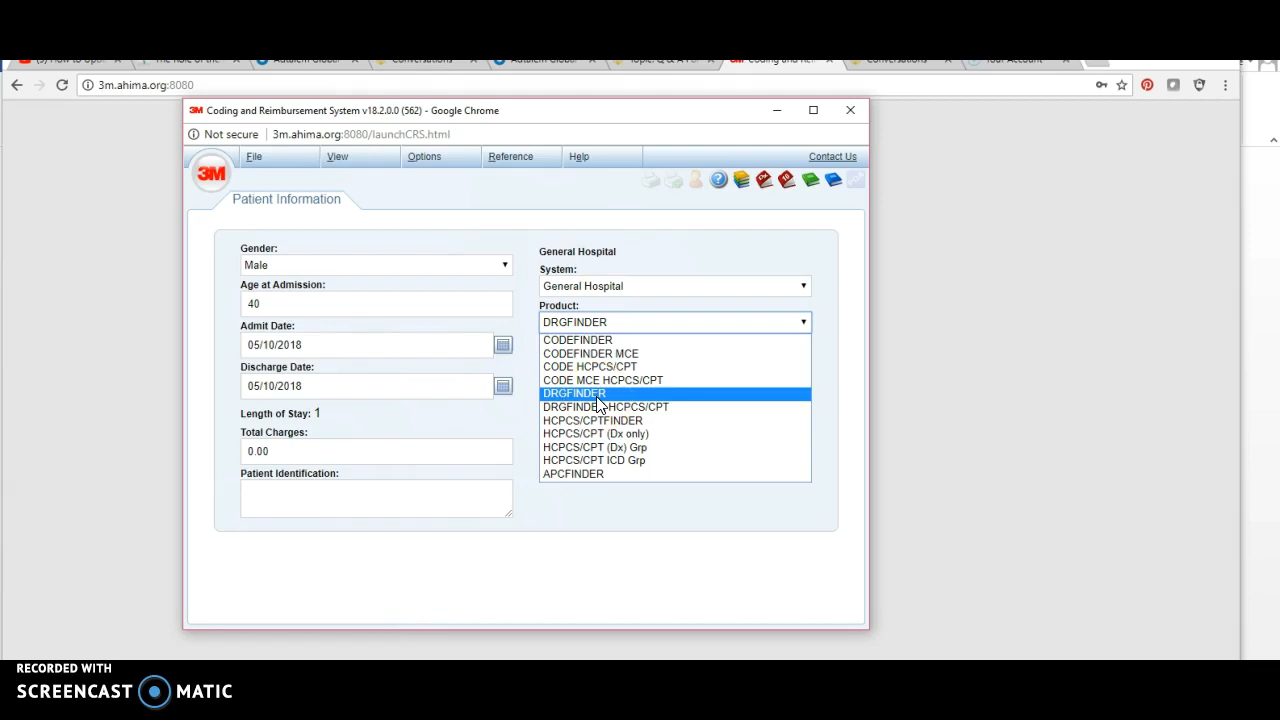 3m.ahima.org:8080
3M Coding and Reimbursement System v18.2.0.0 (562) - Google Chrome
Not secure | 3m.ahima.org:8080/launchCRS.html
3M
File
View
Options
Reference
Help
Contact Us
Patient Information
Gender:
Male
Age at Admission:
40
Admit Date:
05/10/2018
Discharge Date:
05/10/2018
Length of Stay: 1
Total Charges:
0.00
Patient Identification:
General Hospital
System:
General Hospital
Product:
DRGFINDER
CODEFINDER
CODEFINDER MCE
CODE HCPCS/CPT
CODE MCE HCPCS/CPT
DRGFINDER
DRGFINDER HCPCS/CPT
HCPCS/CPTFINDER
HCPCS/CPT (Dx only)
HCPCS/CPT (Dx) Grp
HCPCS/CPT ICD Grp
APCFINDER
RECORDED WITH
SCREENCAST MATIC